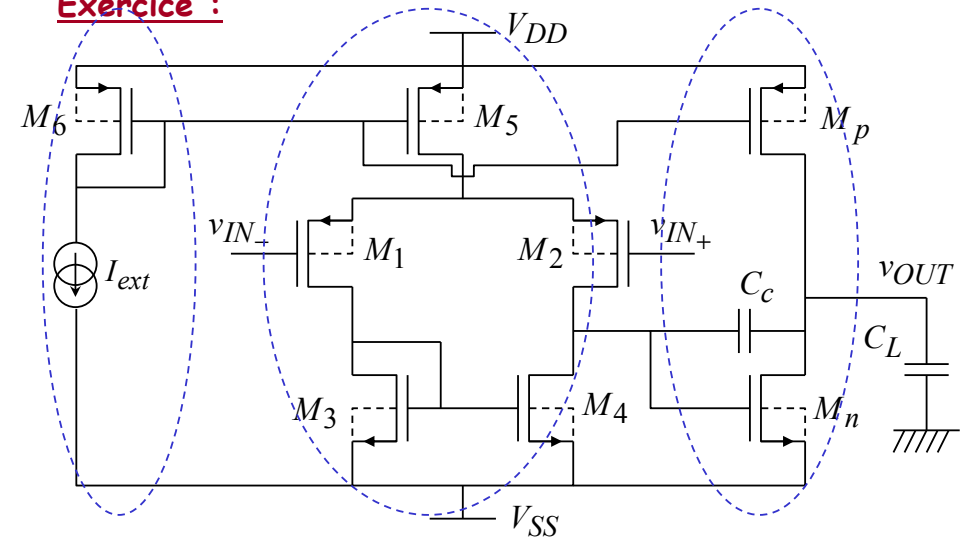 Exercice :
V_DD
M_6
M_5
M_p
v_IN−
M_1
M_2
v_IN+
I_ext
C_c
v_OUT
C_L
M_3
M_4
M_n
V_SS